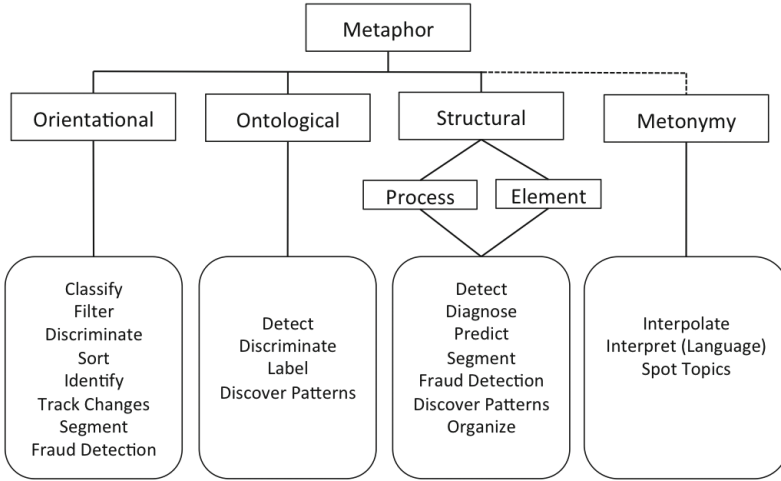 Metaphor
Orientational
Ontological
Structural
Metonymy
Process
Element
Classify
Filter
Discriminate
Sort
Identify
Track Changes
Segment
Fraud Detection
Detect
Discriminate
Label
Discover Patterns
Detect
Diagnose
Predict
Segment
Fraud Detection
Discover Patterns
Organize
Interpolate
Interpret (Language)
Spot Topics